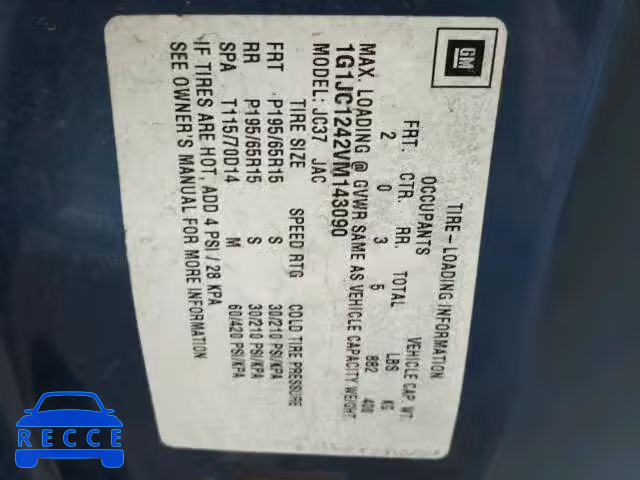 GM
TIRE-LOADING INFORMATION
OCCUPANTS VEHICLE CAP. WT.
FRT. CTR. RR. TOTAL LBS KG
2 0 3 5 882 400
MAX. LOADING @ GVWR SAME AS VEHICLE CAPACITY WEIGHT
1G1JC1242VM143090
MODEL: JC37 JAC
TIRE SIZE SPEED RTG COLD TIRE PRESSURE
FRT P195/65R15 S 30/210 PSI/KPA
RR P195/65R15 S 30/210 PSI/KPA
SPA T115/70D14 M 60/420 PSI/KPA
IF TIRES ARE HOT, ADD 4 PSI / 28 KPA
SEE OWNER'S MANUAL FOR MORE INFORMATION
RECCE